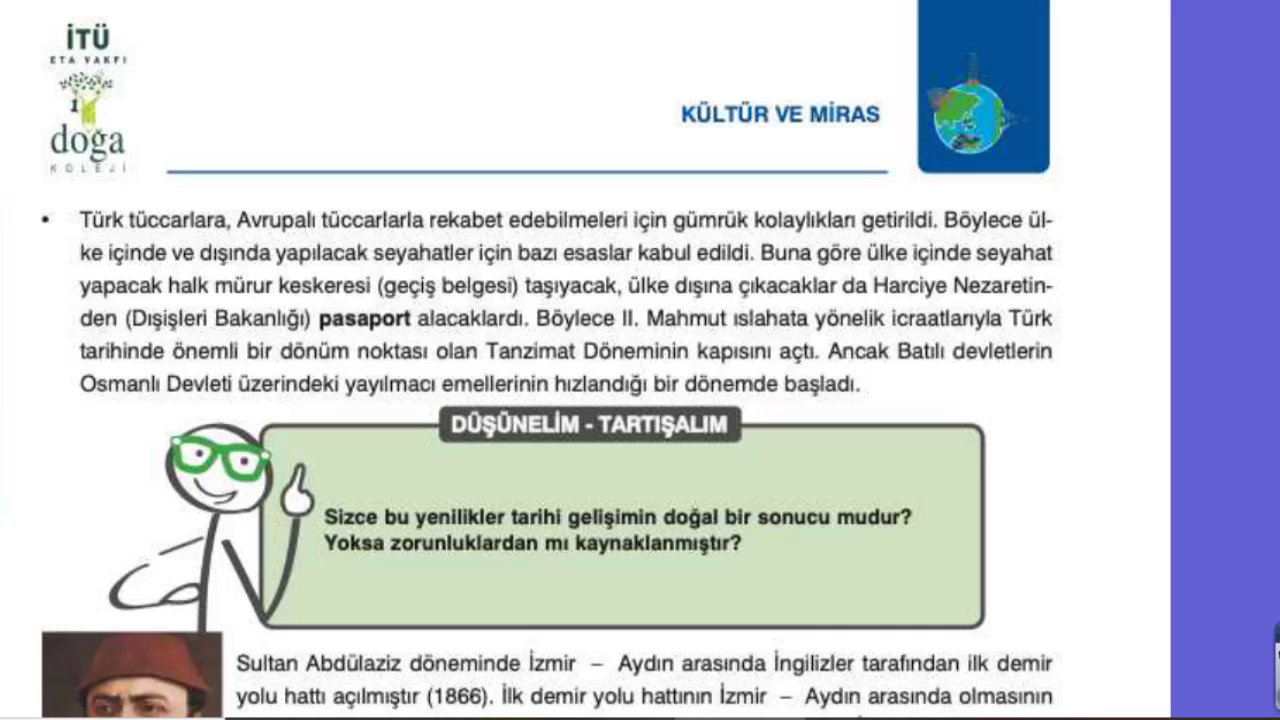 İTÜ
ETA VAKFI
doğa
KOLEJİ
KÜLTÜR VE MİRAS
• Türk tüccarlara, Avrupalı tüccarlarla rekabet edebilmeleri için gümrük kolaylıkları getirildi. Böylece ül-
ke içinde ve dışında yapılacak seyahatler için bazı esaslar kabul edildi. Buna göre ülke içinde seyahat
yapacak halk mürur keskeresi (geçiş belgesi) taşıyacak, ülke dışına çıkacaklar da Harciye Nezaretin-
den (Dışişleri Bakanlığı) pasaport alacaklardı. Böylece II. Mahmut ıslahata yönelik icraatlarıyla Türk
tarihinde önemli bir dönüm noktası olan Tanzimat Döneminin kapısını açtı. Ancak Batılı devletlerin
Osmanlı Devleti üzerindeki yayılmacı emellerinin hızlandığı bir dönemde başladı.
DÜŞÜNELİM - TARTIŞALIM
Sizce bu yenilikler tarihi gelişimin doğal bir sonucu mudur?
Yoksa zorunluklardan mı kaynaklanmıştır?
Sultan Abdülaziz döneminde İzmir – Aydın arasında İngilizler tarafından ilk demir
yolu hattı açılmıştır (1866). İlk demir yolu hattının İzmir – Aydın arasında olmasının